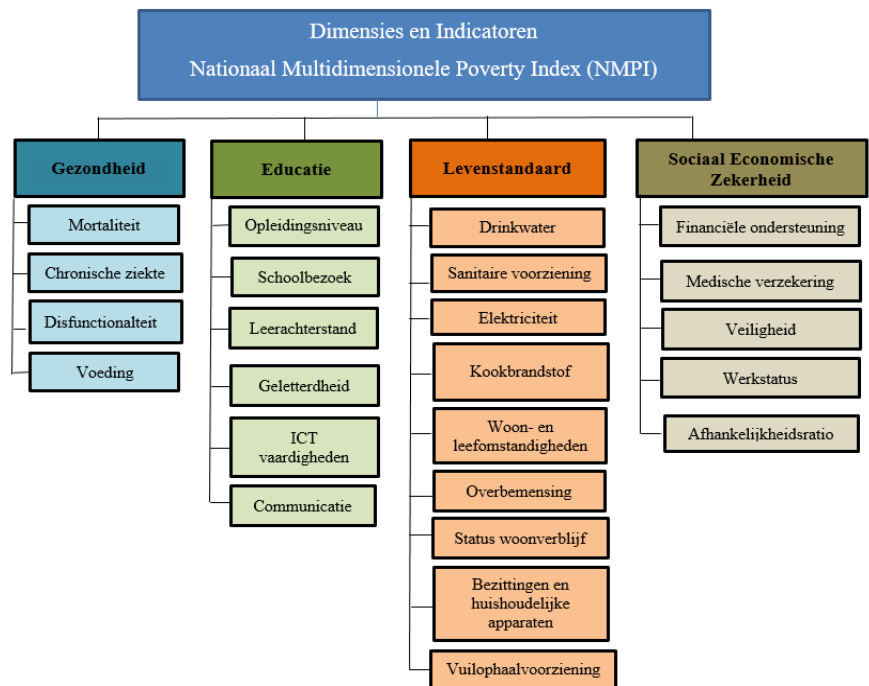 Dimensies en Indicatoren
Nationaal Multidimensionele Poverty Index (NMPI)
Gezondheid
Mortaliteit
Chronische ziekte
Disfunctionalteit
Voeding
Educatie
Opleidingsniveau
Schoolbezoek
Leerachterstand
Geletterdheid
ICT
vaardigheden
Communicatie
Levenstandaard
Drinkwater
Sanitaire voorziening
Elektriciteit
Kookbrandstof
Woon- en
leefomstandigheden
Overbemensing
Status woonverblijf
Bezittingen en
huishoudelijke
apparaten
Vuilophaalvoorziening
Sociaal Economische
Zekerheid
Financiële ondersteuning
Medische verzekering
Veiligheid
Werkstatus
Afhankelijkheidsratio